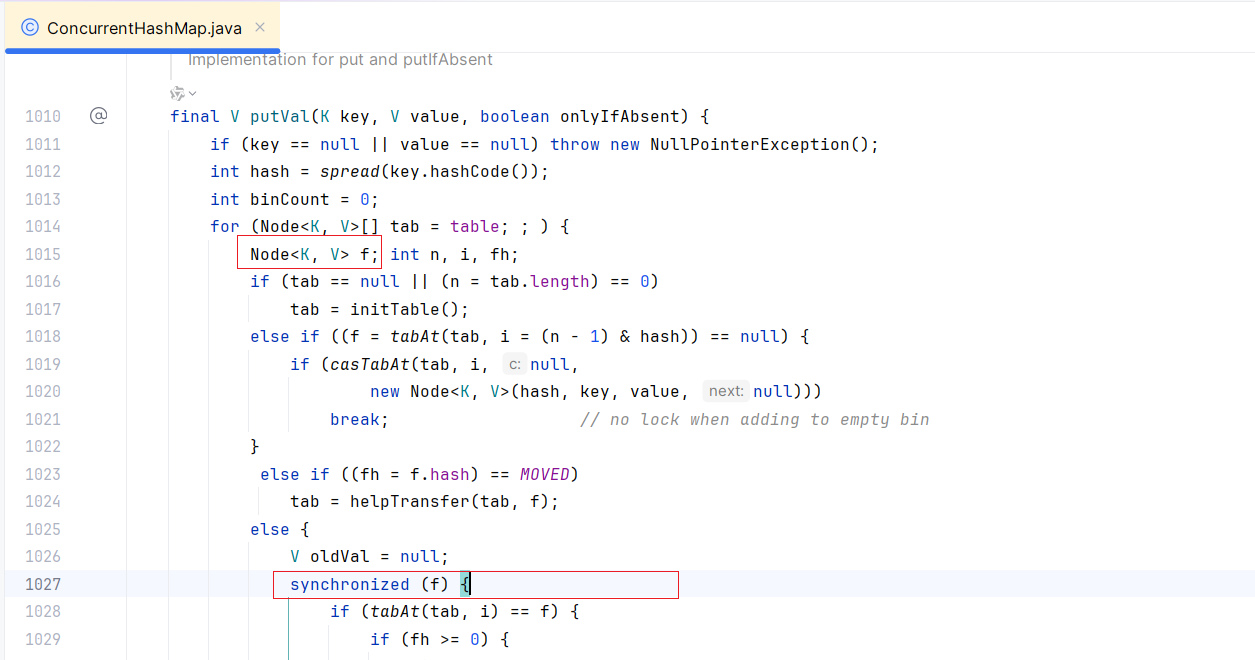 ConcurrentHashMap.java
Implementation for put and putIfAbsent
1010 @ final V putVal(K key, V value, boolean onlyIfAbsent) {
1011 if (key == null || value == null) throw new NullPointerException();
1012 int hash = spread(key.hashCode());
1013 int binCount = 0;
1014 for (Node<K, V>[] tab = table; ; ) {
1015 Node<K, V> f; int n, i, fh;
1016 if (tab == null || (n = tab.length) == 0)
1017 tab = initTable();
1018 else if ((f = tabAt(tab, i = (n - 1) & hash)) == null) {
1019 if (casTabAt(tab, i, c: null,
1020 new Node<K, V>(hash, key, value, next: null)))
1021 break; // no lock when adding to empty bin
1022 }
1023 else if ((fh = f.hash) == MOVED)
1024 tab = helpTransfer(tab, f);
1025 else {
1026 V oldVal = null;
1027 synchronized (f) {
1028 if (tabAt(tab, i) == f) {
1029 if (fh >= 0) {